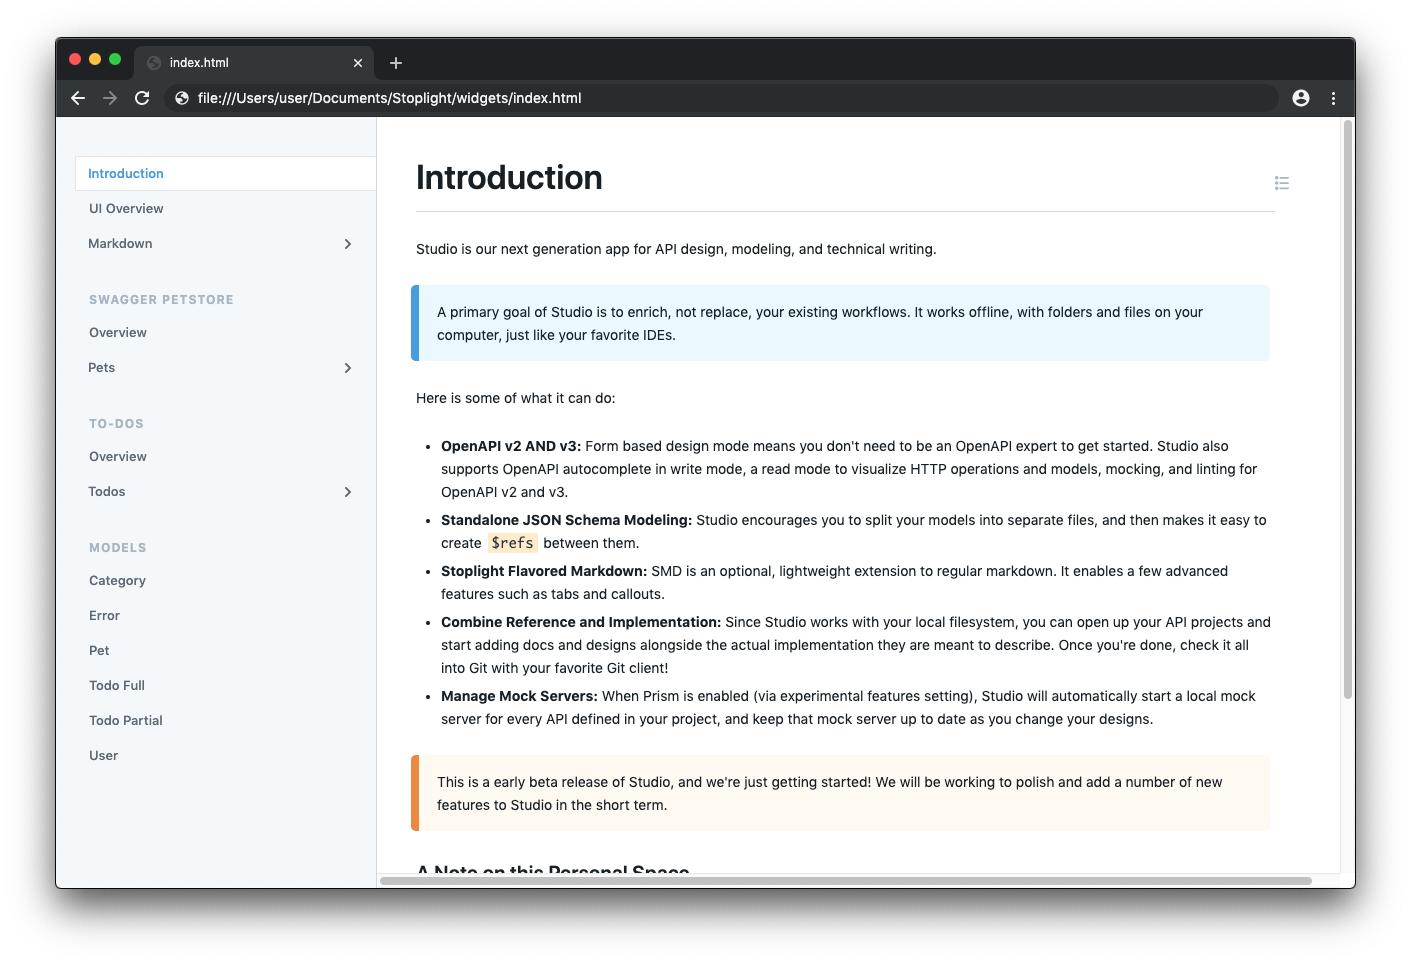 index.html
file:///Users/user/Documents/Stoplight/widgets/index.html
Introduction
UI Overview
Markdown
SWAGGER PETSTORE
Overview
Pets
TO-DOS
Overview
Todos
MODELS
Category
Error
Pet
Todo Full
Todo Partial
User
Introduction
Studio is our next generation app for API design, modeling, and technical writing.
A primary goal of Studio is to enrich, not replace, your existing workflows. It works offline, with folders and files on your
computer, just like your favorite IDEs.
Here is some of what it can do:
• OpenAPI v2 AND v3: Form based design mode means you don't need to be an OpenAPI expert to get started. Studio also
supports OpenAPI autocomplete in write mode, a read mode to visualize HTTP operations and models, mocking, and linting for
OpenAPI v2 and v3.
• Standalone JSON Schema Modeling: Studio encourages you to split your models into separate files, and then makes it easy to
create $refs between them.
• Stoplight Flavored Markdown: SMD is an optional, lightweight extension to regular markdown. It enables a few advanced
features such as tabs and callouts.
• Combine Reference and Implementation: Since Studio works with your local filesystem, you can open up your API projects and
start adding docs and designs alongside the actual implementation they are meant to describe. Once you're done, check it all
into Git with your favorite Git client!
• Manage Mock Servers: When Prism is enabled (via experimental features setting), Studio will automatically start a local mock
server for every API defined in your project, and keep that mock server up to date as you change your designs.
This is a early beta release of Studio, and we're just getting started! We will be working to polish and add a number of new
features to Studio in the short term.
A Note on this Personal Space